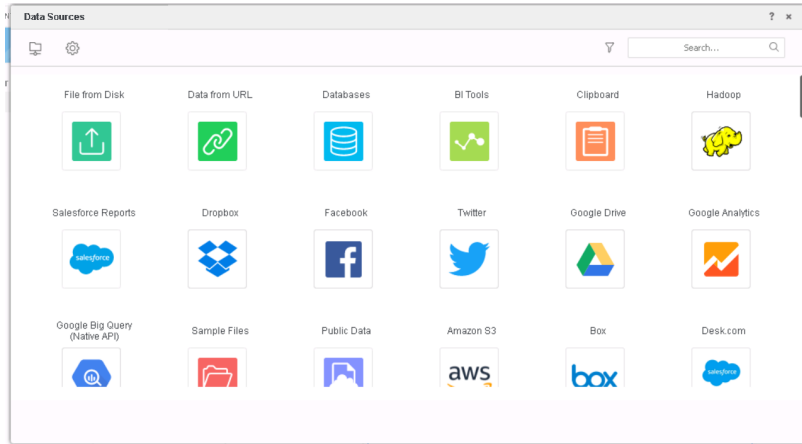 Data Sources ? ×
Search...
File from Disk Data from URL Databases BI Tools Clipboard Hadoop
Salesforce Reports Dropbox Facebook Twitter Google Drive Google Analytics
salesforce
Google Big Query
(Native API) Sample Files Public Data Amazon S3 Box Desk.com
aws box salesforce